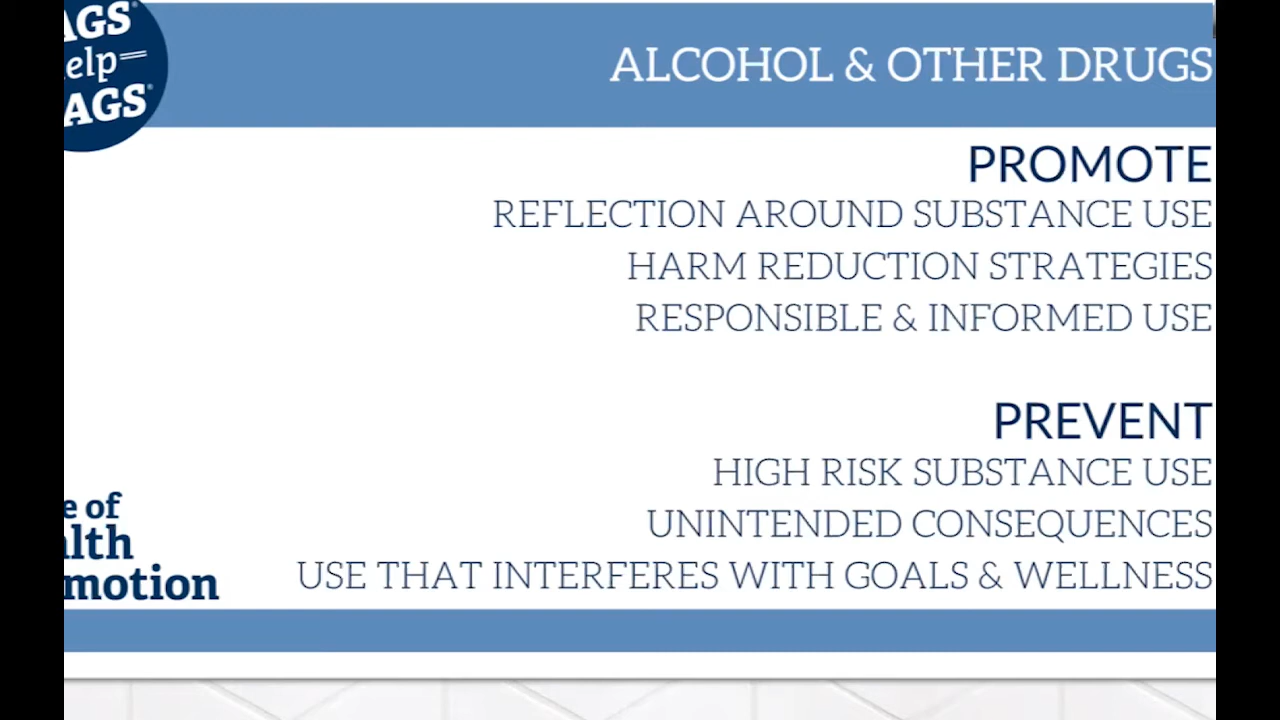 AGS®
elp
AGS®
ALCOHOL & OTHER DRUGS
PROMOTE
REFLECTION AROUND SUBSTANCE USE
HARM REDUCTION STRATEGIES
RESPONSIBLE & INFORMED USE
PREVENT
HIGH RISK SUBSTANCE USE
UNINTENDED CONSEQUENCES
USE THAT INTERFERES WITH GOALS & WELLNESS
e of
alth
motion